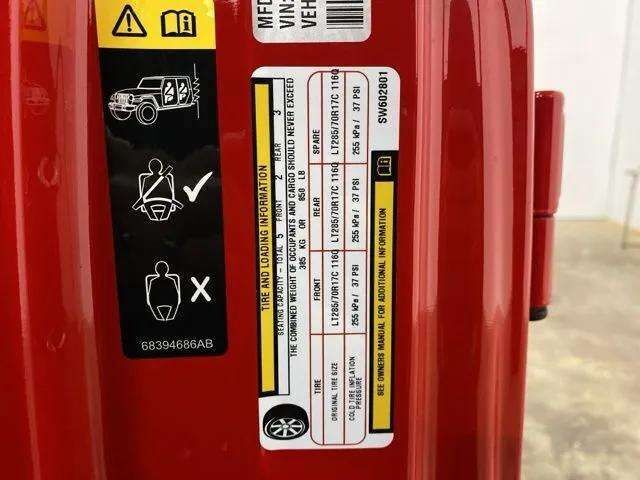 MFD
VIN:
VEH
68394686AB
TIRE AND LOADING INFORMATION
SEATING CAPACITY - TOTAL 5 FRONT 2 REAR 3
THE COMBINED WEIGHT OF OCCUPANTS AND CARGO SHOULD NEVER EXCEED
385 KG OR 850 LB
TIRE FRONT REAR SPARE
ORIGINAL TIRE SIZE LT285/70R17C 116Q LT285/70R17C 116Q LT285/70R17C 116Q
COLD TIRE INFLATION PRESSURE 255 kPa / 37 PSI 255 kPa / 37 PSI 255 kPa / 37 PSI
SEE OWNERS MANUAL FOR ADDITIONAL INFORMATION
SW602801